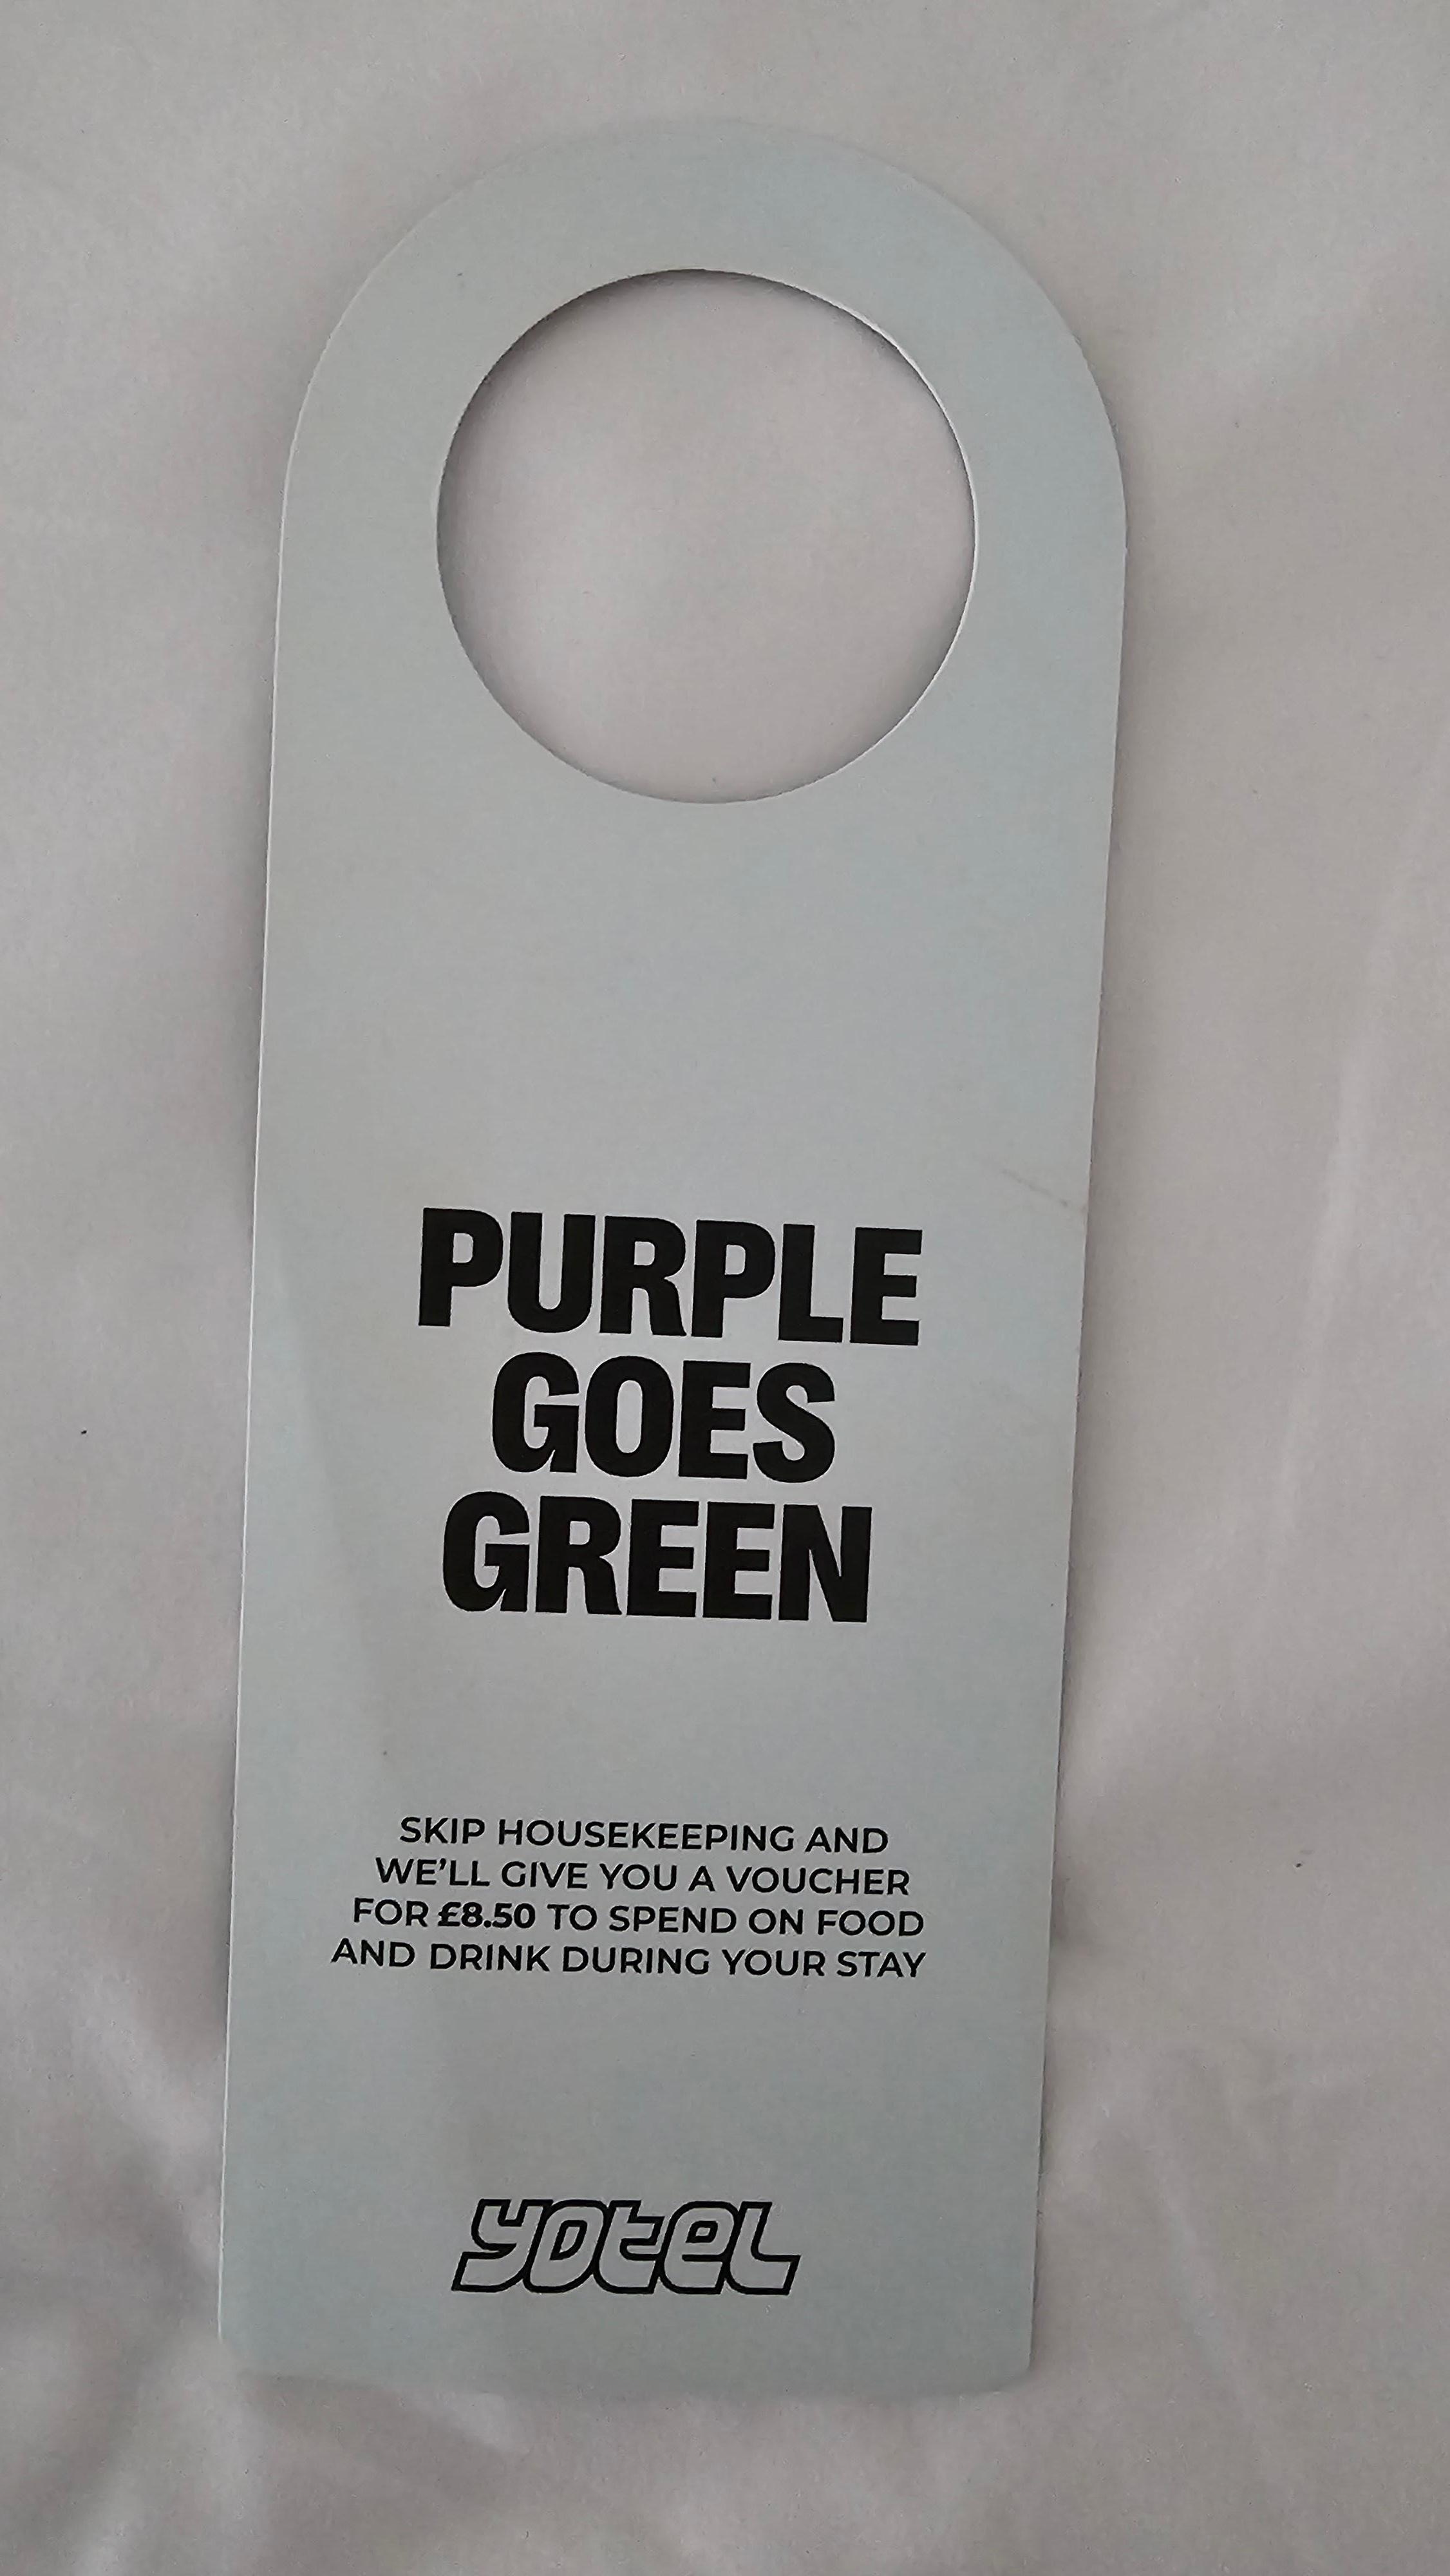 PURPLE
GOES
GREEN
SKIP HOUSEKEEPING AND
WE'LL GIVE YOU A VOUCHER
FOR £8.50 TO SPEND ON FOOD
AND DRINK DURING YOUR STAY
YOTEL